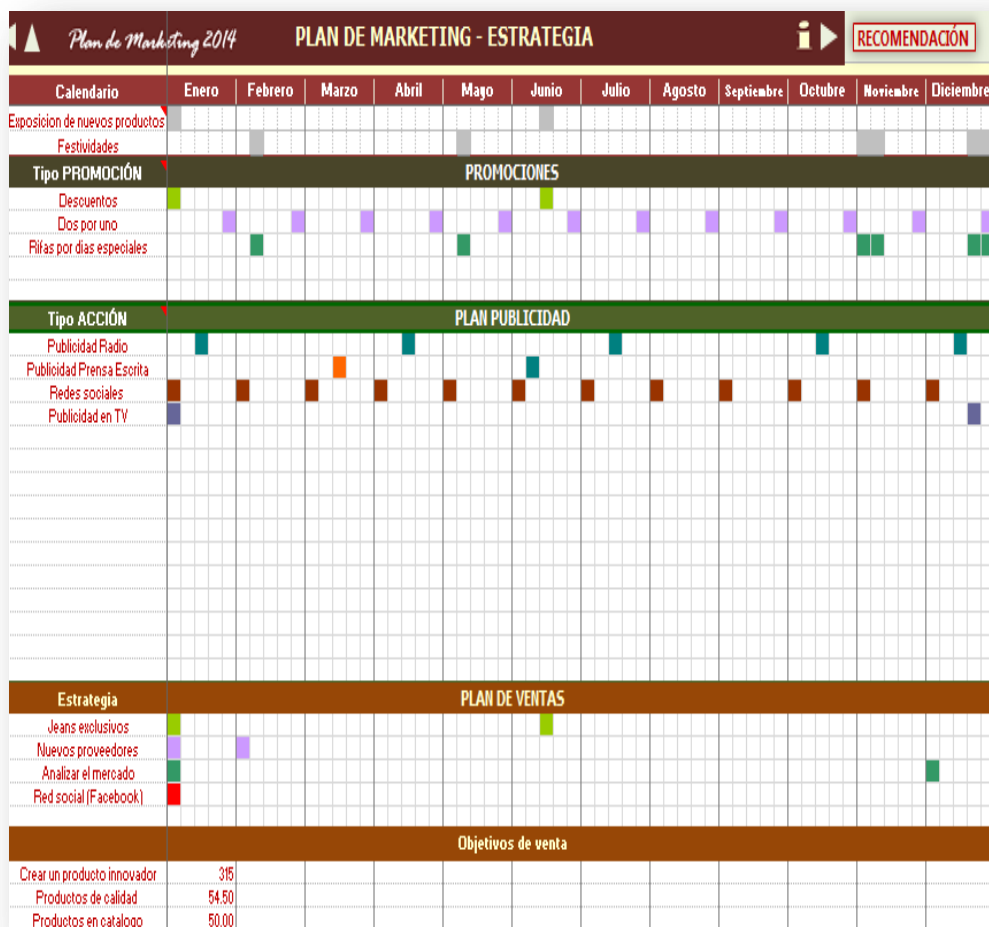 Plan de Marketing 2014 PLAN DE MARKETING - ESTRATEGIA i RECOMENDACIÓN
Calendario Enero Febrero Marzo Abril Mayo Junio Julio Agosto Septiembre Octubre Noviembre Diciembre
Exposicion de nuevos productos
Festividades
Tipo PROMOCIÓN PROMOCIONES
Descuentos
Dos por uno
Rifas por dias especiales
Tipo ACCIÓN PLAN PUBLICIDAD
Publicidad Radio
Publicidad Prensa Escrita
Redes sociales
Publicidad en TV
Estrategia PLAN DE VENTAS
Jeans exclusivos
Nuevos proveedores
Analizar el mercado
Red social (Facebook)
Objetivos de venta
Crear un producto innovador 315
Productos de calidad 54.50
Productos en catalogo 50.00